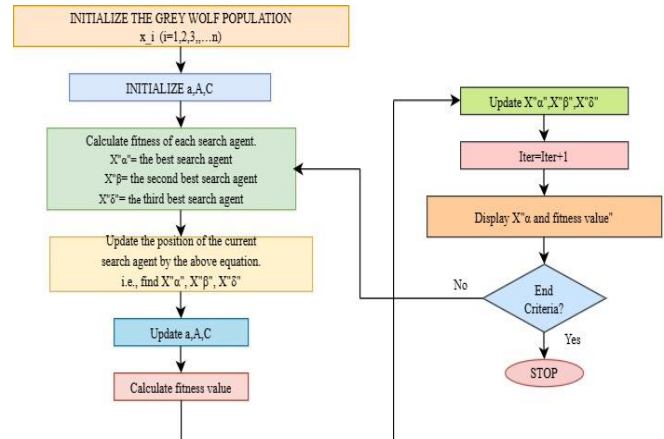 INITIALIZE THE GREY WOLF POPULATION
x_i (i=1,2,3,,...n)
INITIALIZE a,A,C
Calculate fitness of each search agent.
X"α"= the best search agent
X"β= the second best search agent
X"δ"= the third best search agent
Update the position of the current
search agent by the above equation.
i.e., find X"α", X"β", X"δ"
Update a,A,C
Calculate fitness value
Update X"α",X"β",X"δ"
Iter=Iter+1
Display X"α and fitness value"
End
Criteria?
No
Yes
STOP